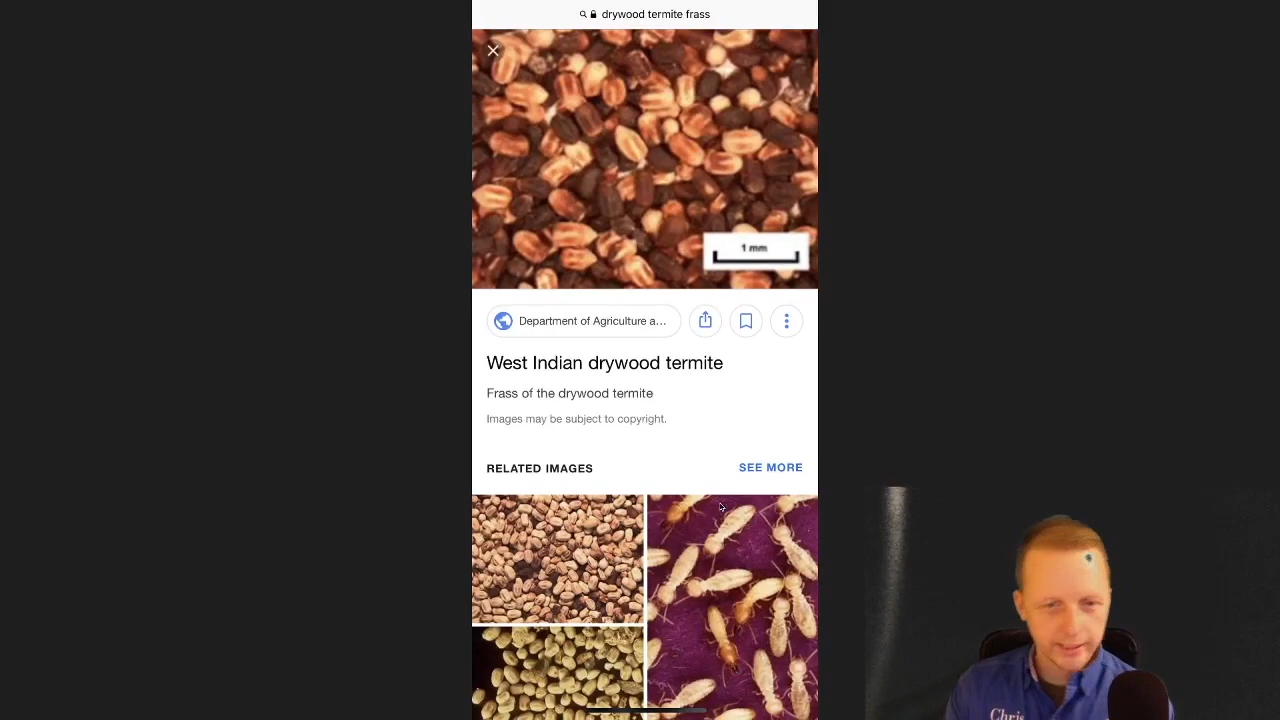 drywood termite frass
1 mm
Department of Agriculture a...
West Indian drywood termite
Frass of the drywood termite
Images may be subject to copyright.
RELATED IMAGES
SEE MORE
Chris